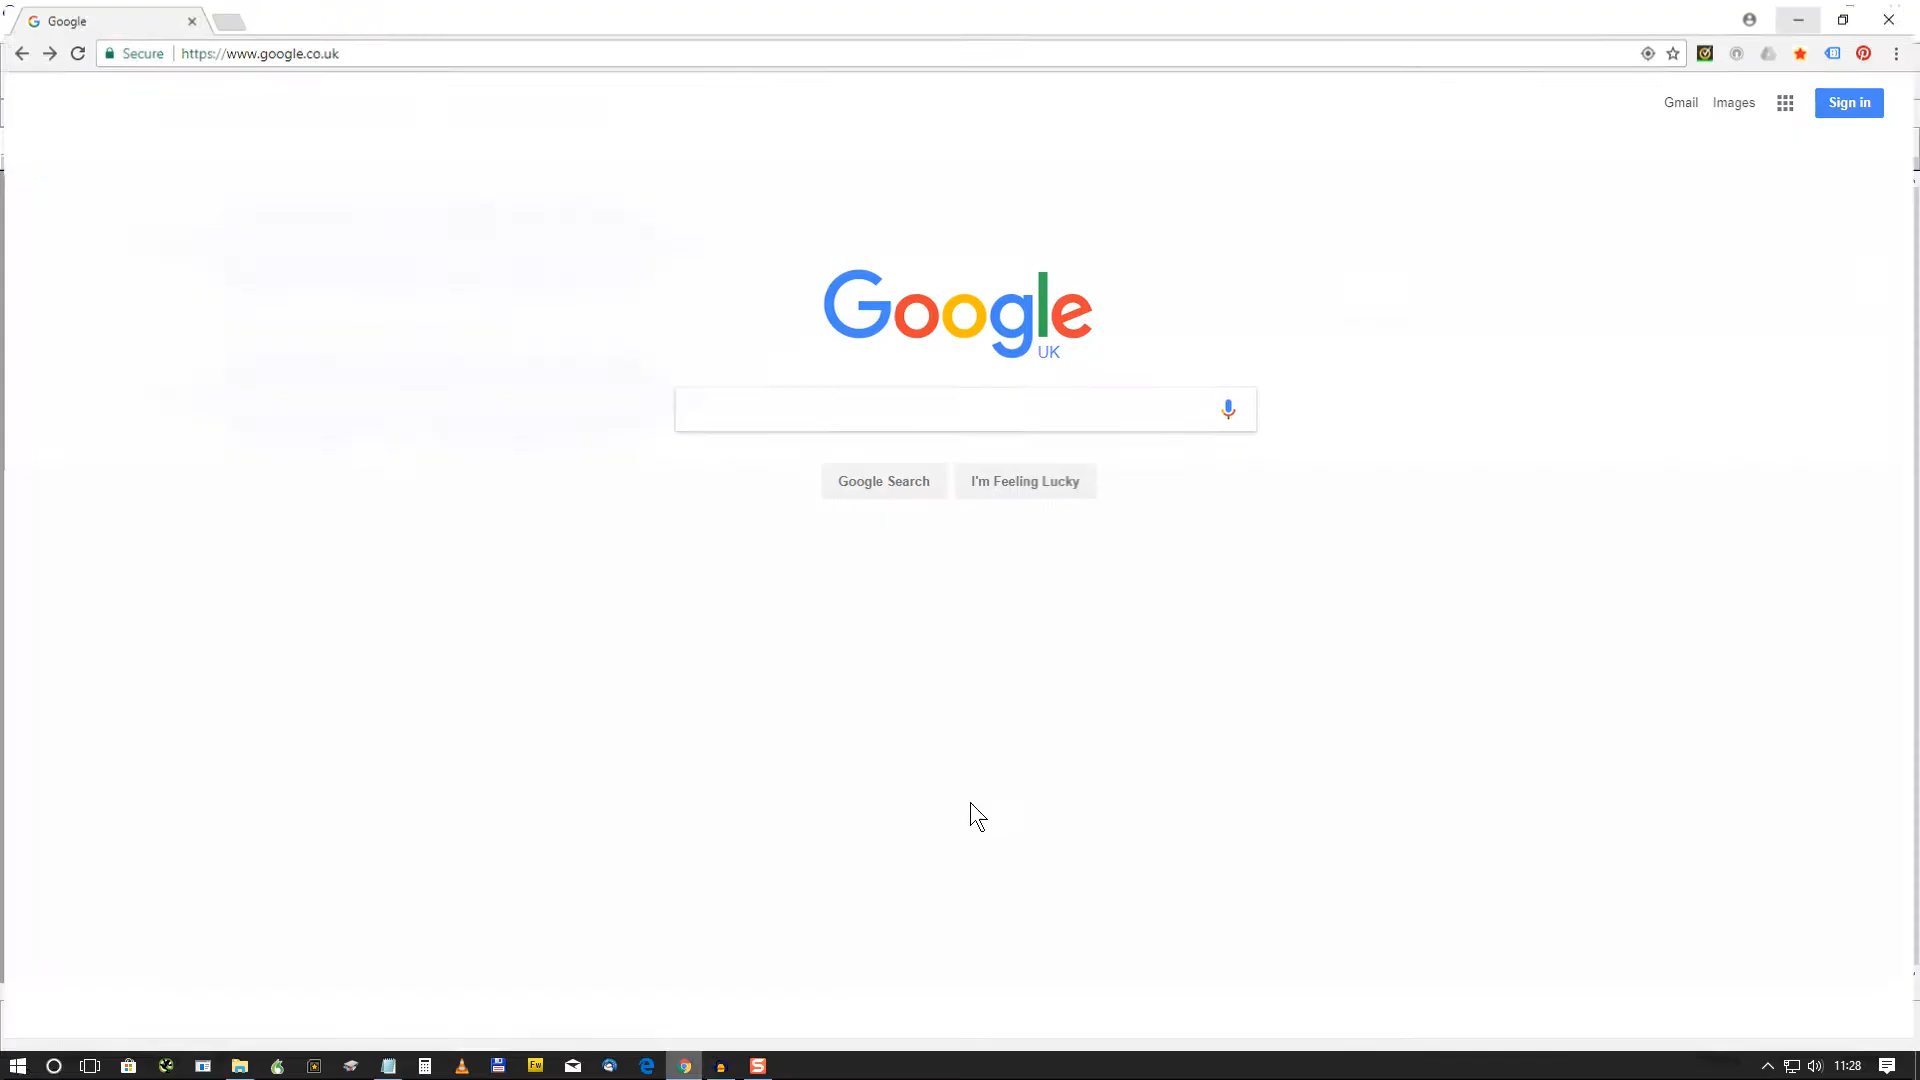 Google
Secure
https://www.google.co.uk
Gmail
Images
Sign in
Google
UK
Google Search
I'm Feeling Lucky
Fw
11:28